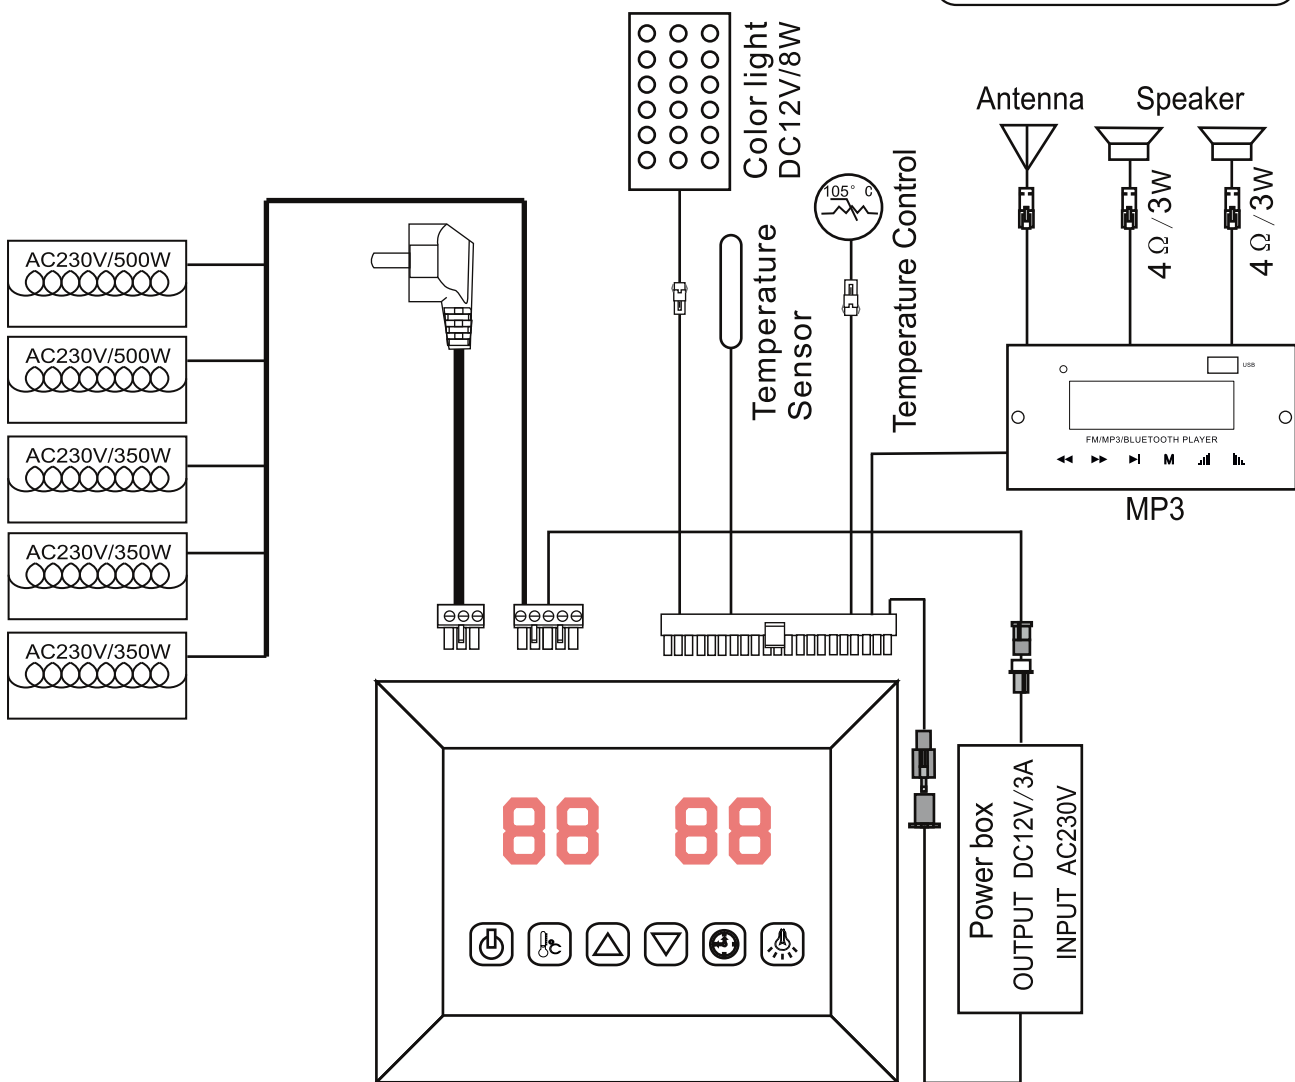 Color light
DC12V/8W
Antenna
Speaker
4Ω/3W
4Ω/3W
105° C
Temperature Control
Temperature
Sensor
AC230V/500W
AC230V/500W
AC230V/350W
AC230V/350W
AC230V/350W
USB
FM/MP3/BLUETOOTH PLAYER
M
MP3
88 88
°C
Power box
OUTPUT DC12V/3A
INPUT AC230V